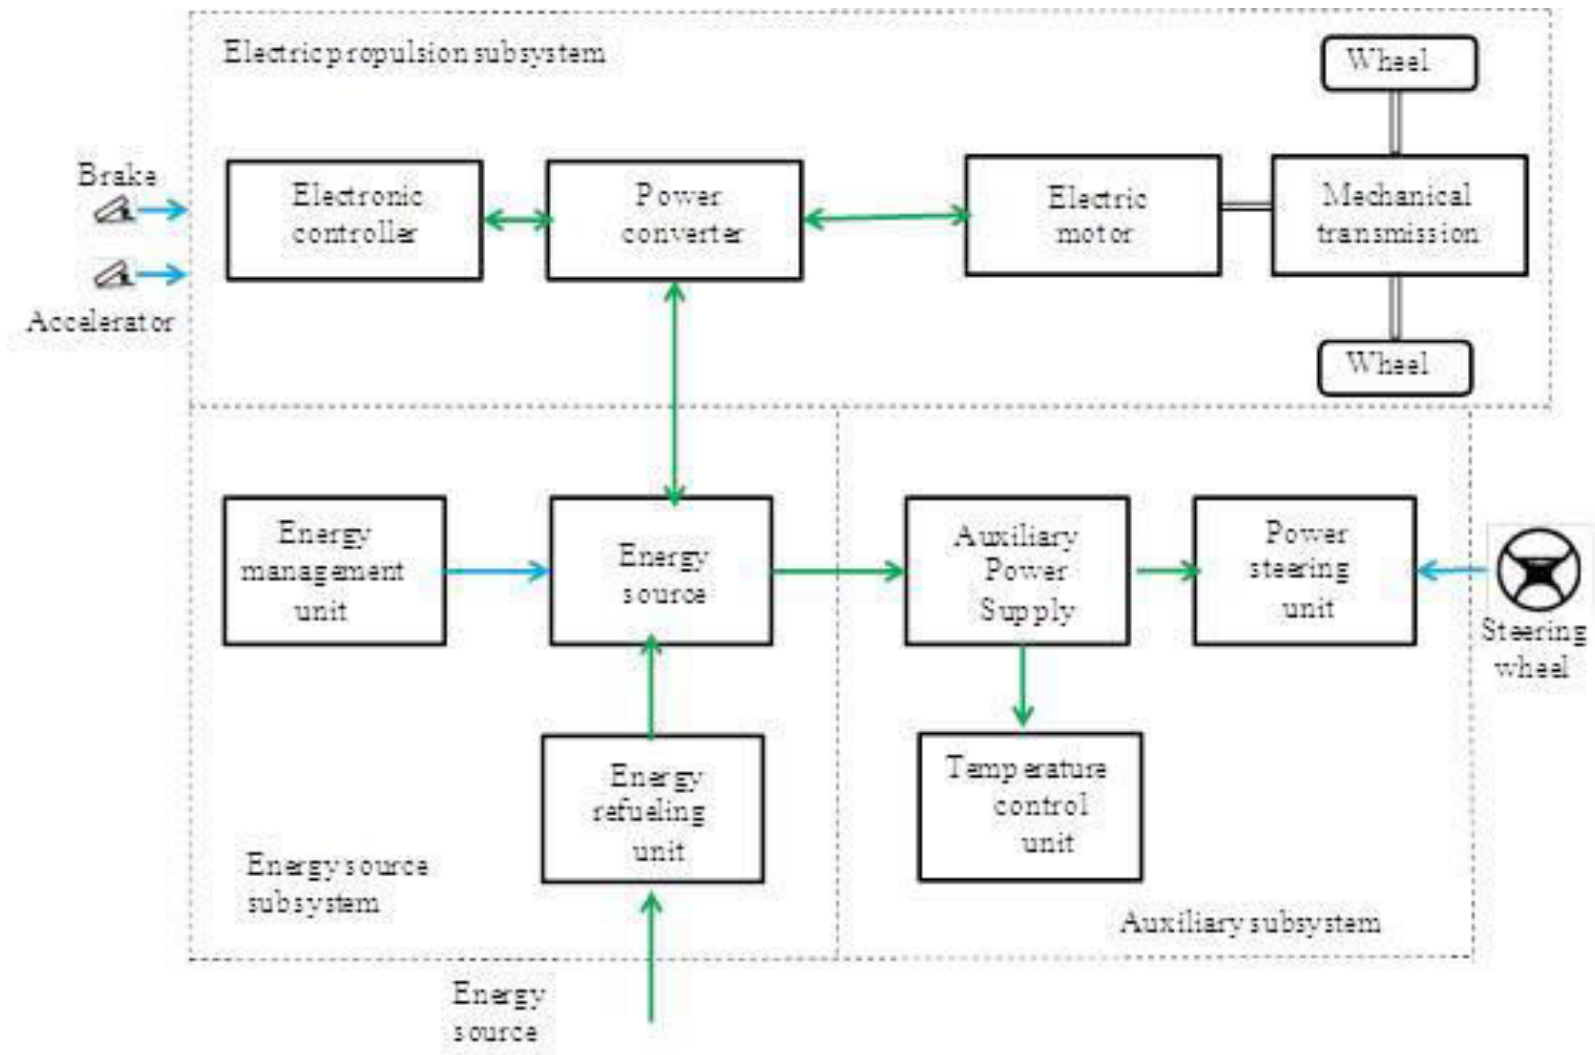 Electric propulsion subsystem
Wheel
Brake
Electronic
controller
Power
converter
Electric
motor
Mechanical
transmission
Accelerator
Wheel
Energy
management
unit
Energy
source
Auxiliary
Power
Supply
Power
steering
unit
Steering
wheel
Energy
refueling
unit
Temperature
control
unit
Energy source
subsystem
Auxiliary subsystem
Energy
source